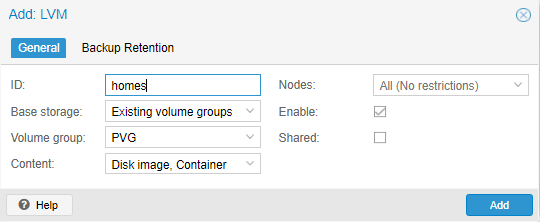 Add: LVM
General Backup Retention
ID: homes Nodes: All (No restrictions)
Base storage: Existing volume groups Enable:
Volume group: PVG Shared:
Content: Disk image, Container
Help Add